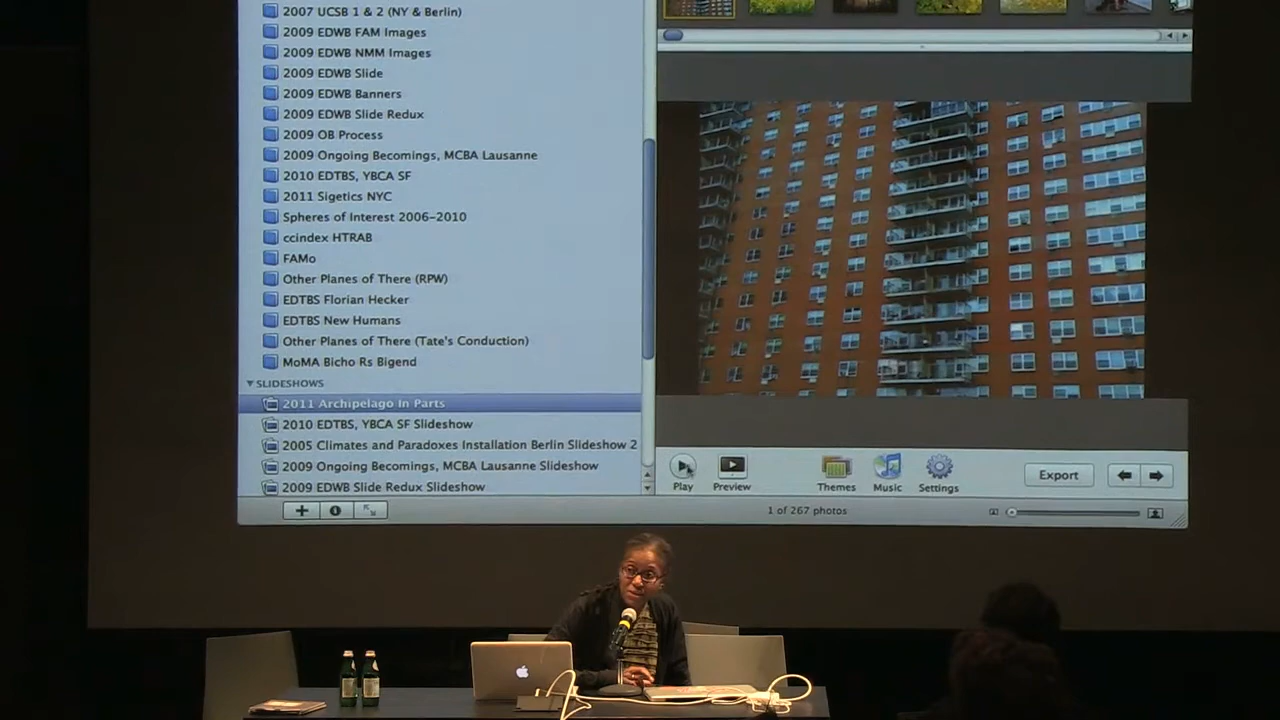 2007 UCSB 1 & 2 (NY & Berlin)
2009 EDWB FAM Images
2009 EDWB NMM Images
2009 EDWB Slide
2009 EDWB Banners
2009 EDWB Slide Redux
2009 OB Process
2009 Ongoing Becomings, MCBA Lausanne
2010 EDTBS, YBCA SF
2011 Sigetics NYC
Spheres of Interest 2006-2010
ccindex HTRAB
FAMo
Other Planes of There (RPW)
EDTBS Florian Hecker
EDTBS New Humans
Other Planes of There (Tate's Conduction)
MoMA Bicho Rs Bigend
SLIDESHOWS
2011 Archipelago In Parts
2010 EDTBS, YBCA SF Slideshow
2005 Climates and Paradoxes Installation Berlin Slideshow 2
2009 Ongoing Becomings, MCBA Lausanne Slideshow
2009 EDWB Slide Redux Slideshow
Play
Preview
Themes
Music
Settings
Export
1 of 267 photos